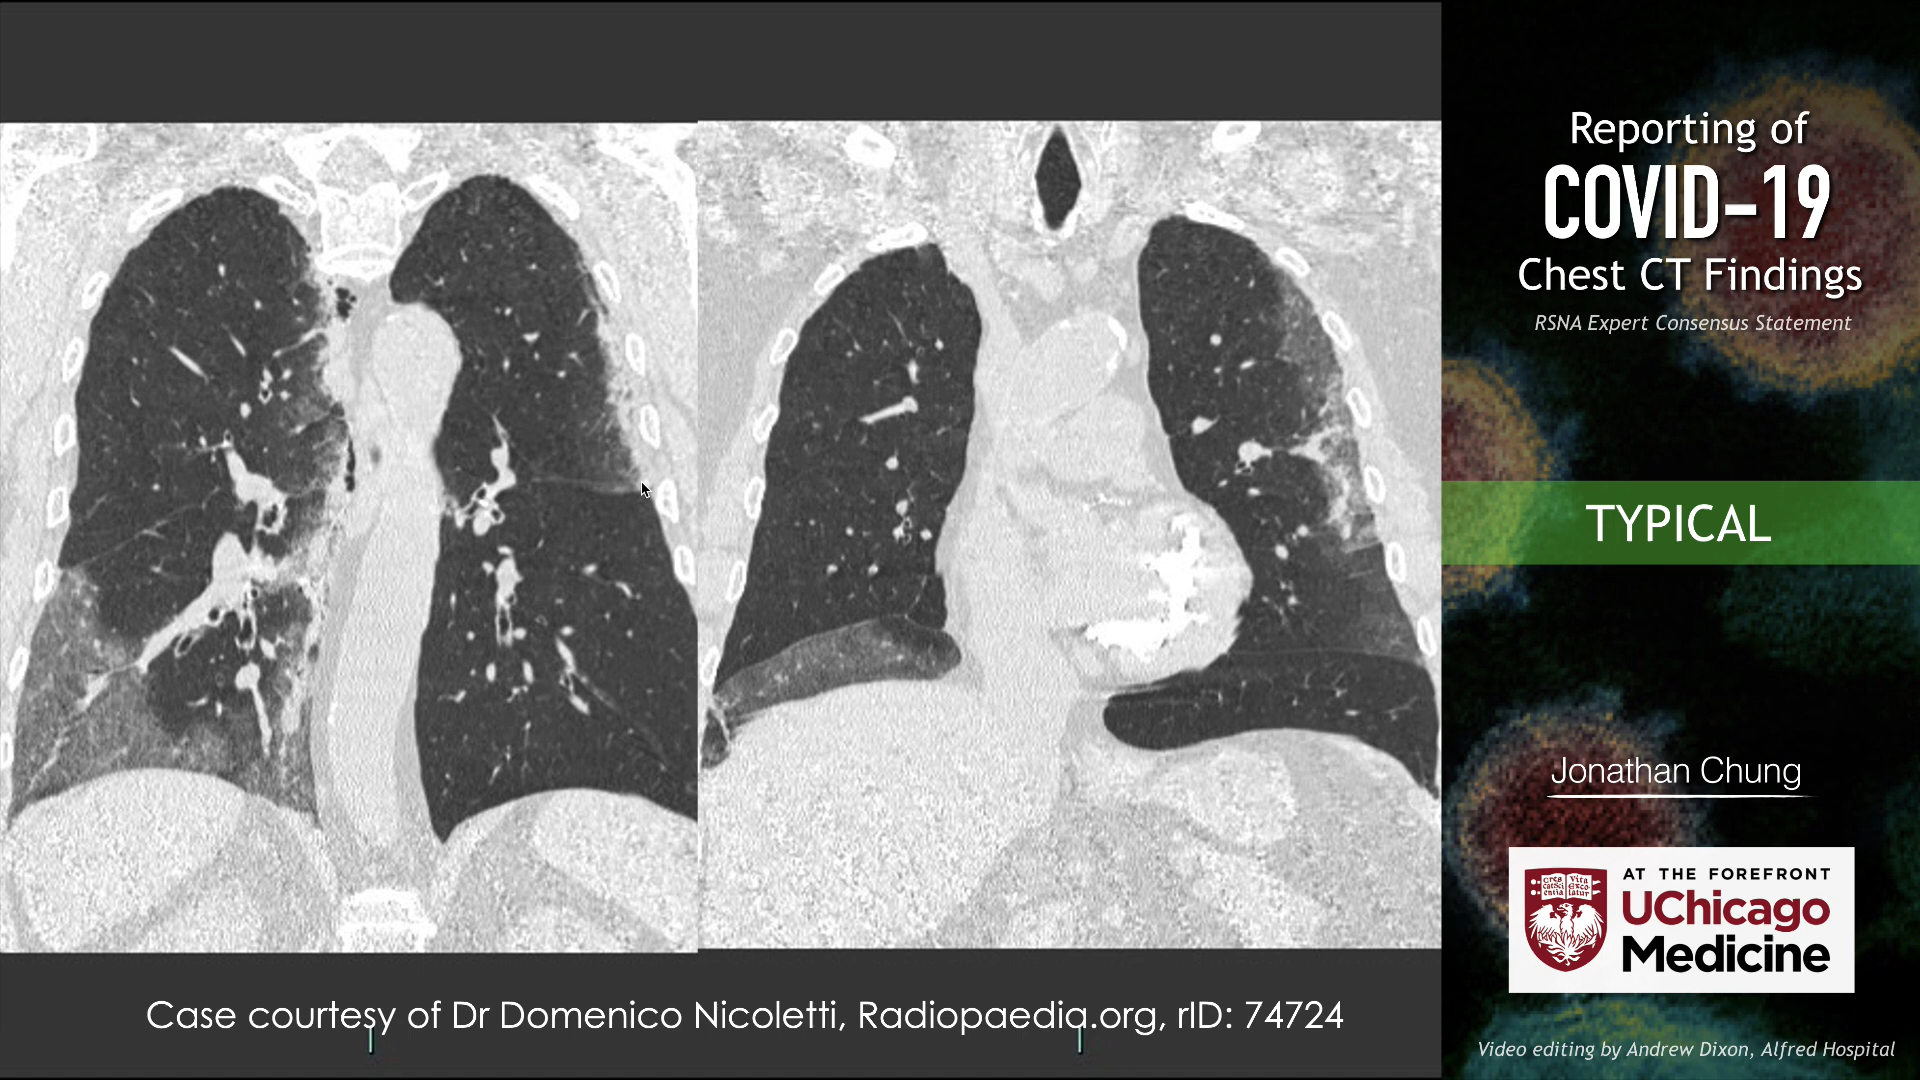 Reporting of
COVID-19
Chest CT Findings
RSNA Expert Consensus Statement
TYPICAL
Jonathan Chung
AT THE FOREFRONT
UChicago
Medicine
Case courtesy of Dr Domenico Nicoletti, Radiopaedia.org, rID: 74724
Video editing by Andrew Dixon, Alfred Hospital